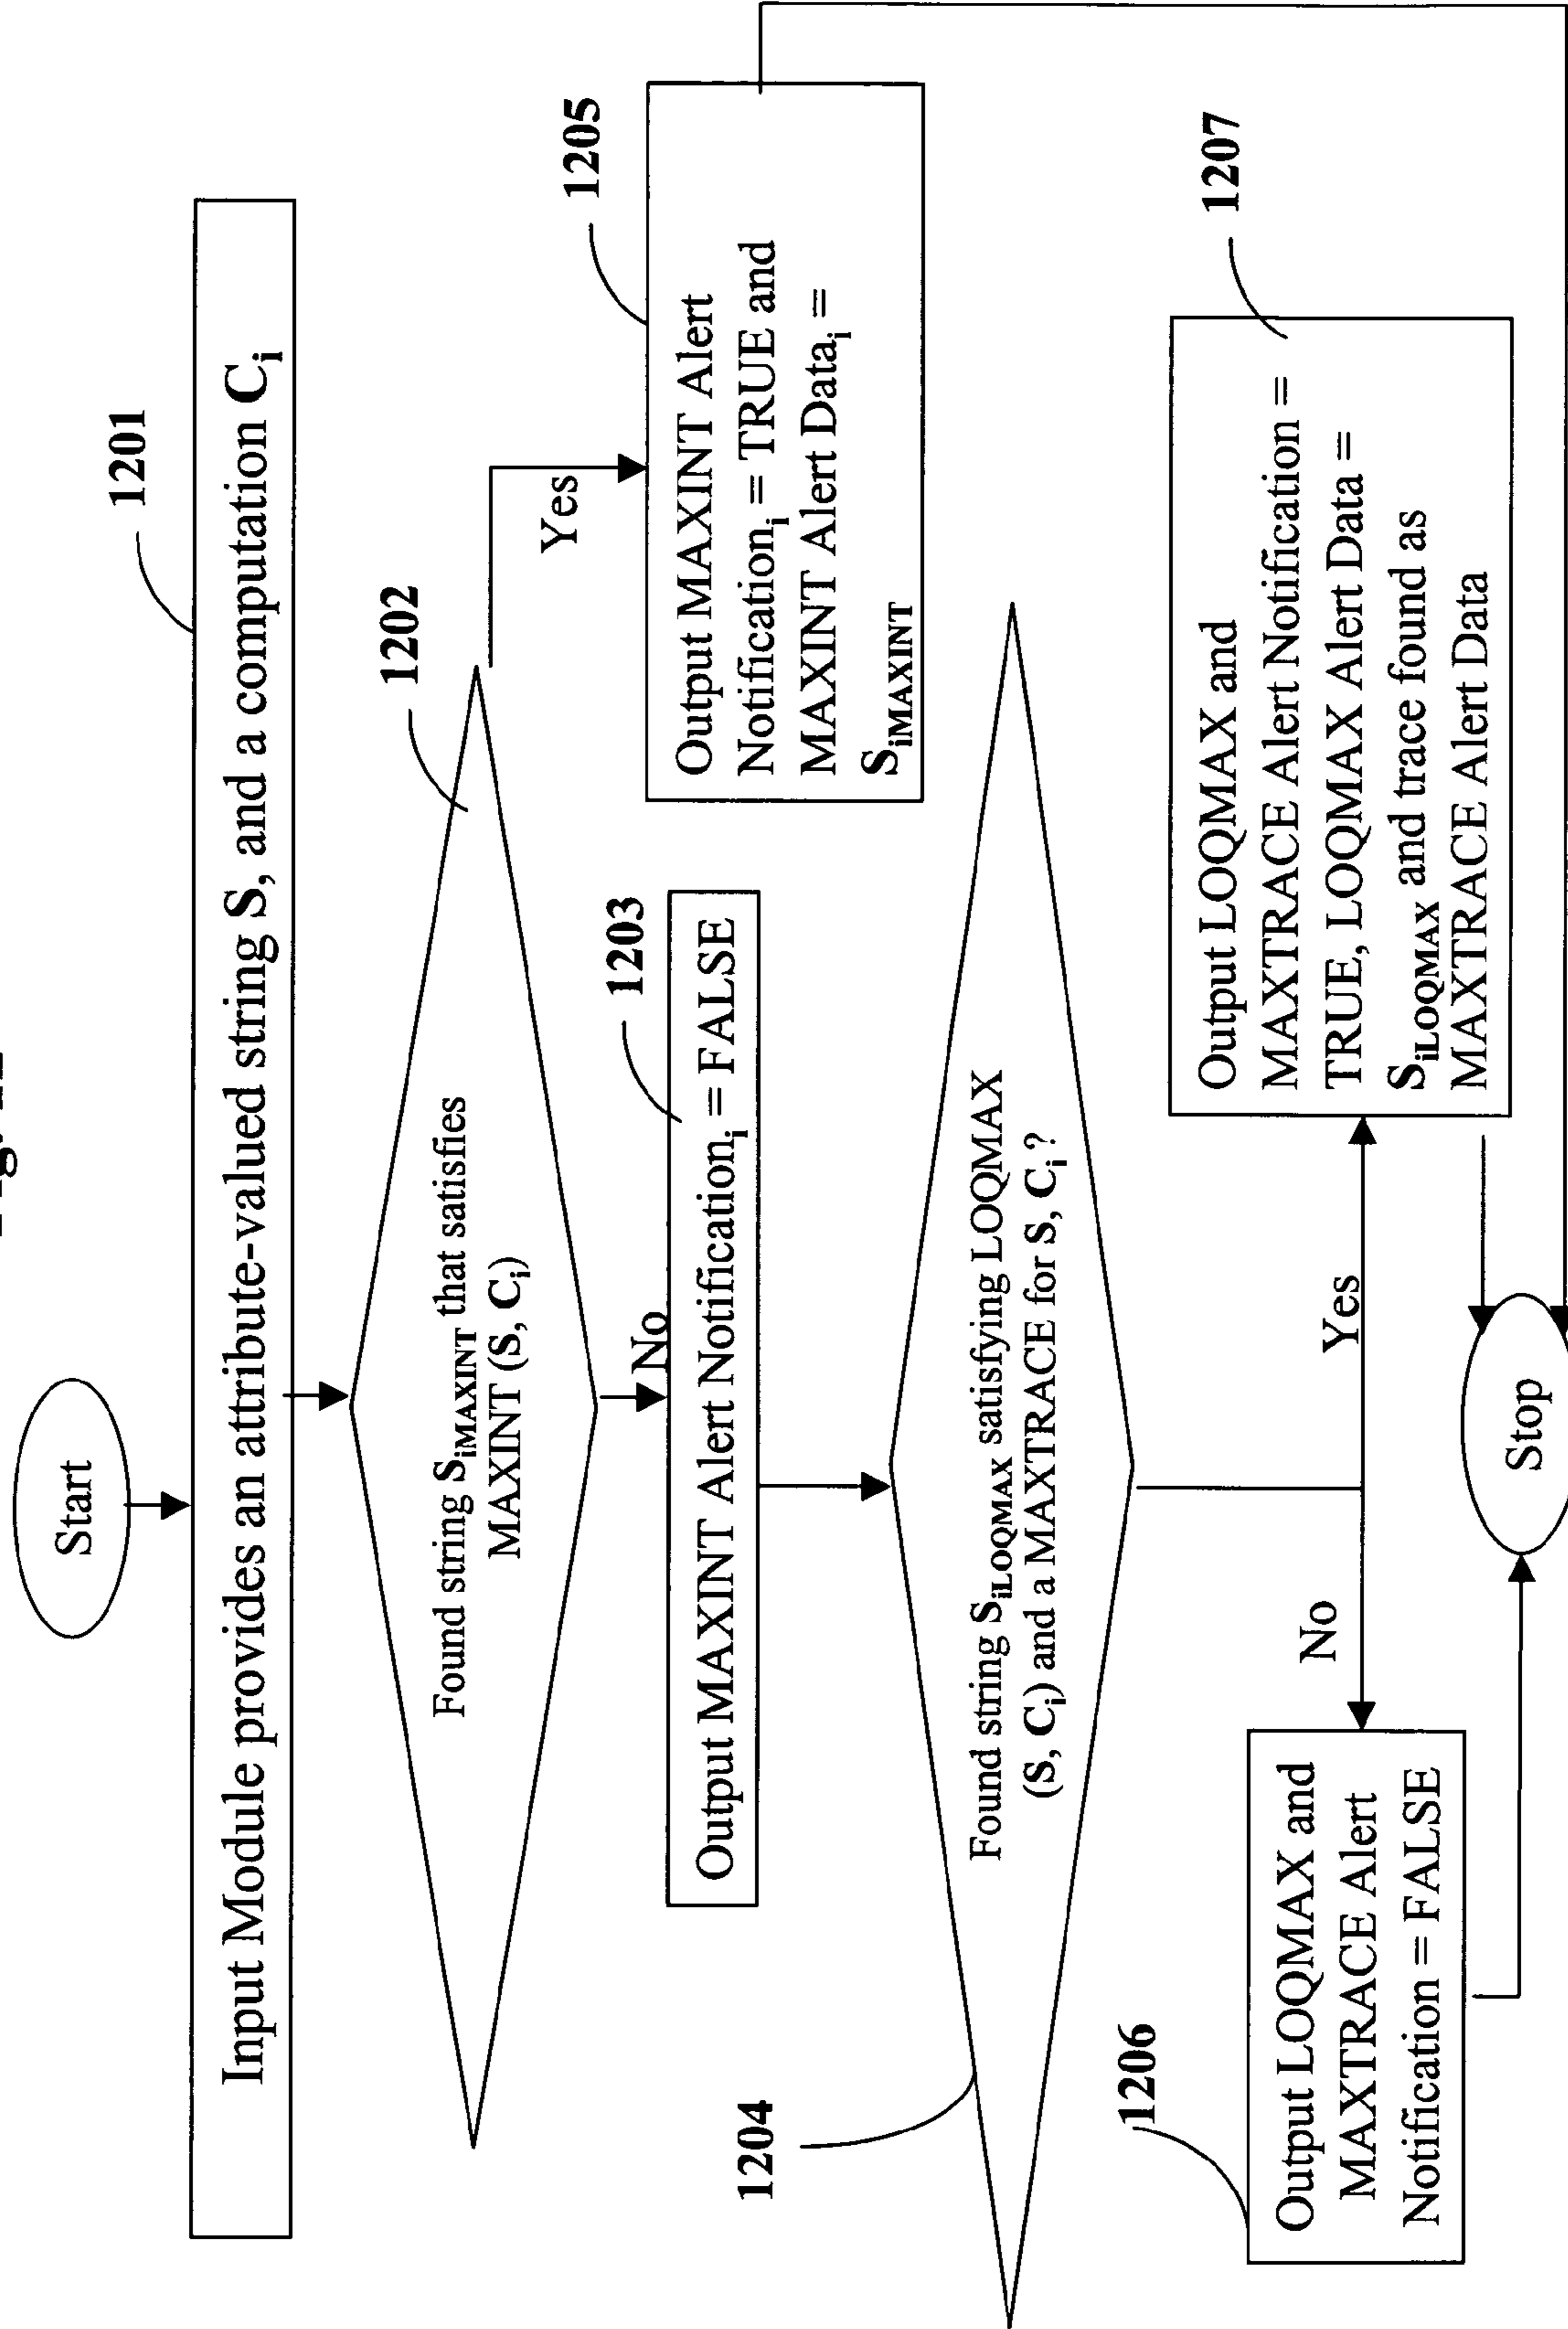 Start
1201
Input Module provides an attribute-valued string S, and a computation Ci
1202
Found string SiMAXINT that satisfies
MAXINT (S, Ci)
Yes
No
1205
Output MAXINT Alert
Notificationi = TRUE and
MAXINT Alert Datai =
SiMAXINT
1203
Output MAXINT Alert Notificationi = FALSE
1204
Found string SiLOQMAX satisfying LOQMAX
(S, Ci) and a MAXTRACE for S, Ci?
No
Yes
1206
Output LOQMAX and
MAXTRACE Alert
Notification = FALSE
1207
Output LOQMAX and
MAXTRACE Alert Notification =
TRUE, LOQMAX Alert Data =
SiLOQMAX and trace found as
MAXTRACE Alert Data
Stop